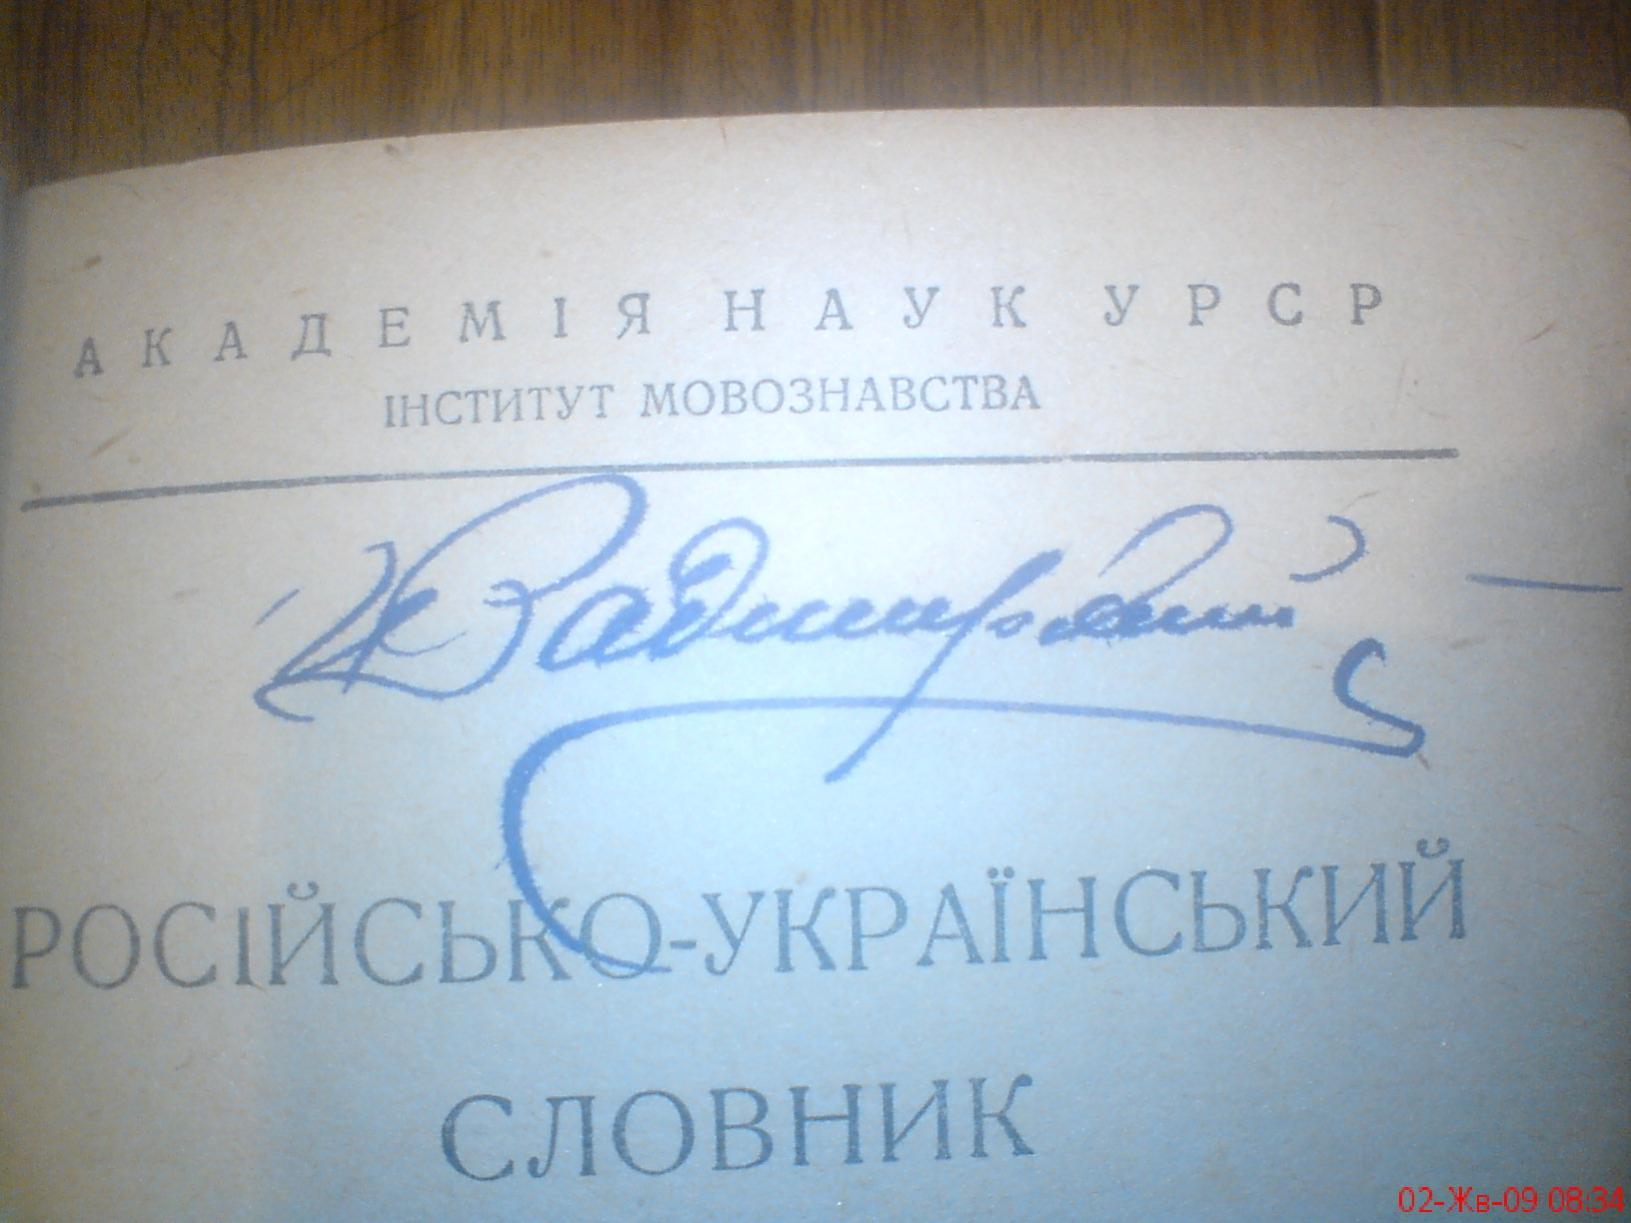 АКАДЕМІЯ НАУК УРСР
ІНСТИТУТ МОВОЗНАВСТВА
РОСІЙСЬКО-УКРАЇНСЬКИЙ
СЛОВНИК
02-Жв-09 08:34